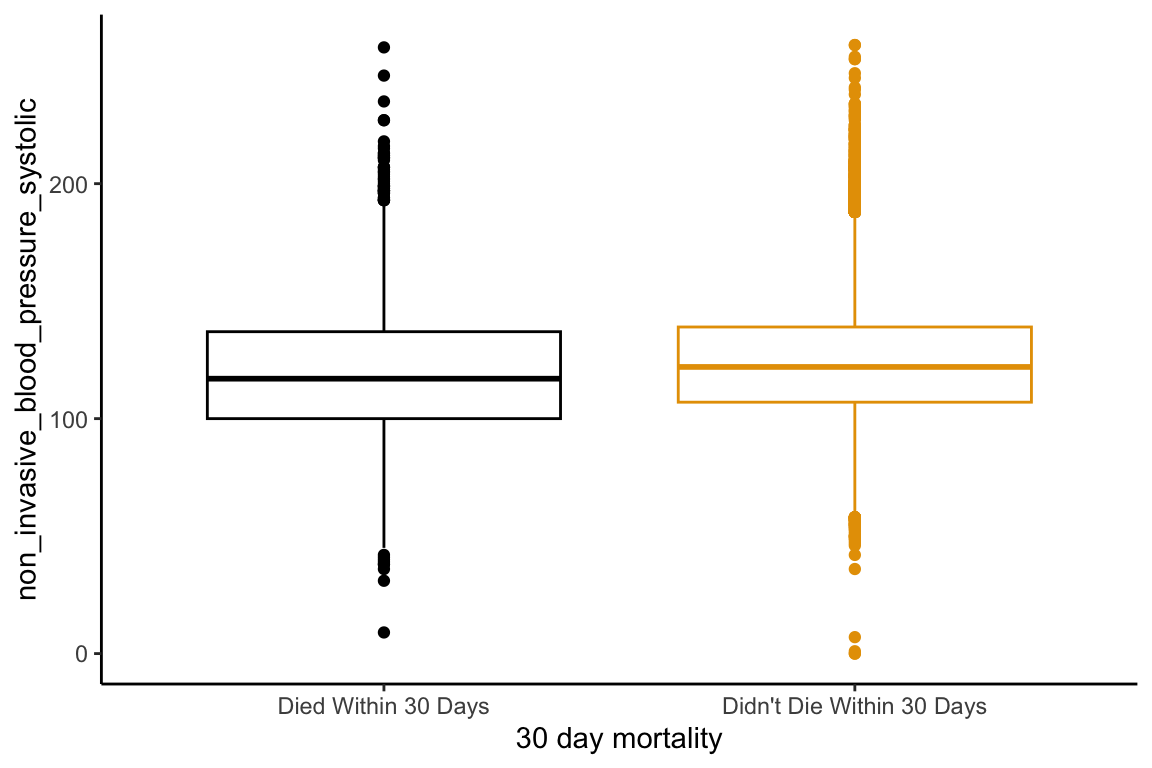 non_invasive_blood_pressure_systolic
200
100
0
Died Within 30 Days
Didn't Die Within 30 Days
30 day mortality